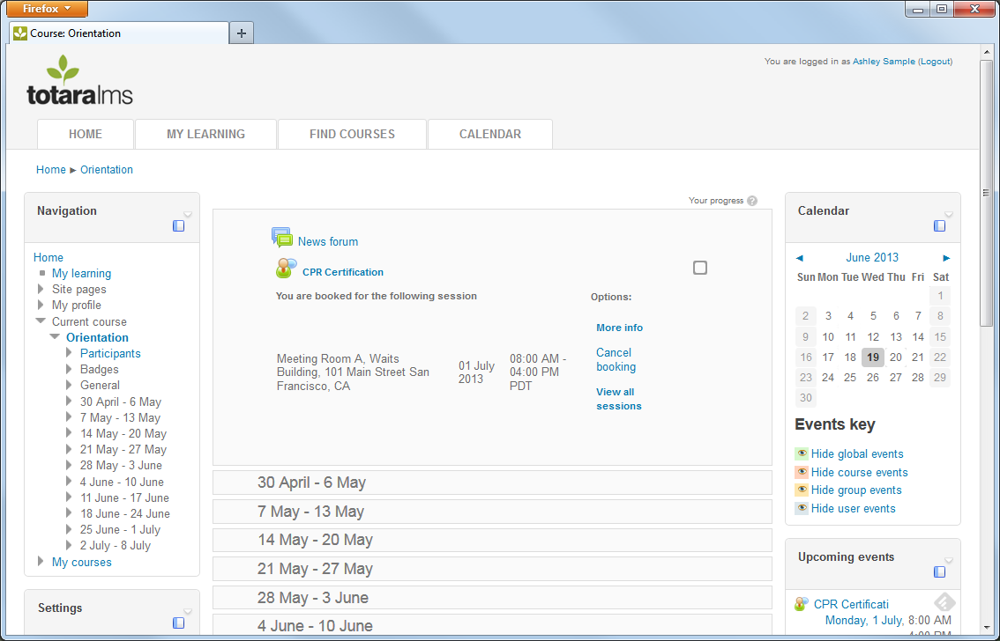 Firefox
Course: Orientation
You are logged in as Ashley Sample (Logout)
totaralms
HOME
MY LEARNING
FIND COURSES
CALENDAR
Home ► Orientation
Navigation
Home
My learning
Site pages
My profile
Current course
Orientation
Participants
Badges
General
30 April - 6 May
7 May - 13 May
14 May - 20 May
21 May - 27 May
28 May - 3 June
4 June - 10 June
11 June - 17 June
18 June - 24 June
25 June - 1 July
2 July - 8 July
My courses
Settings
Your progress
News forum
CPR Certification
You are booked for the following session
Options:
More info
Cancel
booking
View all
sessions
Meeting Room A, Waits
Building, 101 Main Street San
Francisco, CA
01 July
2013
08:00 AM -
04:00 PM
PDT
30 April - 6 May
7 May - 13 May
14 May - 20 May
21 May - 27 May
28 May - 3 June
4 June - 10 June
Calendar
◄ June 2013 ►
Sun Mon Tue Wed Thu Fri Sat
1
2 3 4 5 6 7 8
9 10 11 12 13 14 15
16 17 18 19 20 21 22
23 24 25 26 27 28 29
30
Events key
Hide global events
Hide course events
Hide group events
Hide user events
Upcoming events
CPR Certificati
Monday, 1 July, 8:00 AM
4:00 PM